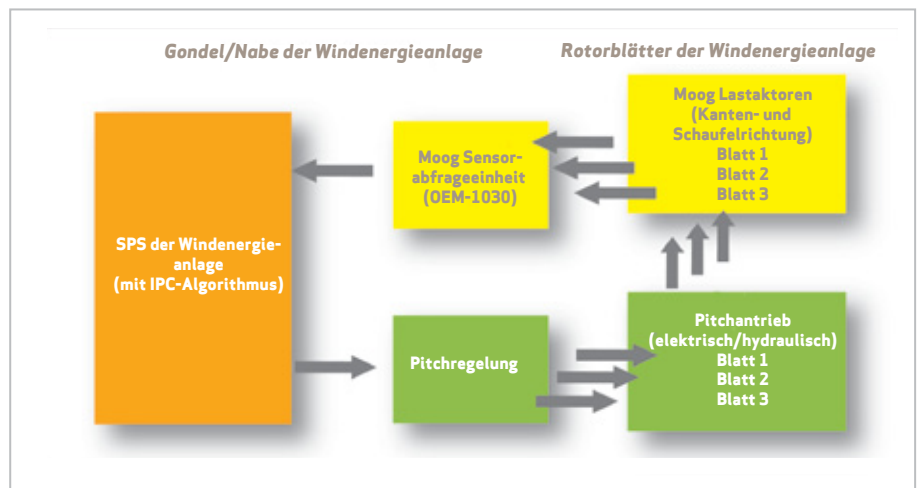 Gondel/Nabe der Windenergieanlage
Rotorblätter der Windenergieanlage
SPS der Windenergie-
anlage
(mit IPC-Algorithmus)
Moog Sensor-
abfrageeinheit
(OEM-1030)
Moog Lastaktoren
(Kanten- und
Schaufelrichtung)
Blatt 1
Blatt 2
Blatt 3
Pitchregelung
Pitchantrieb
(elektrisch/hydraulisch)
Blatt 1
Blatt 2
Blatt 3